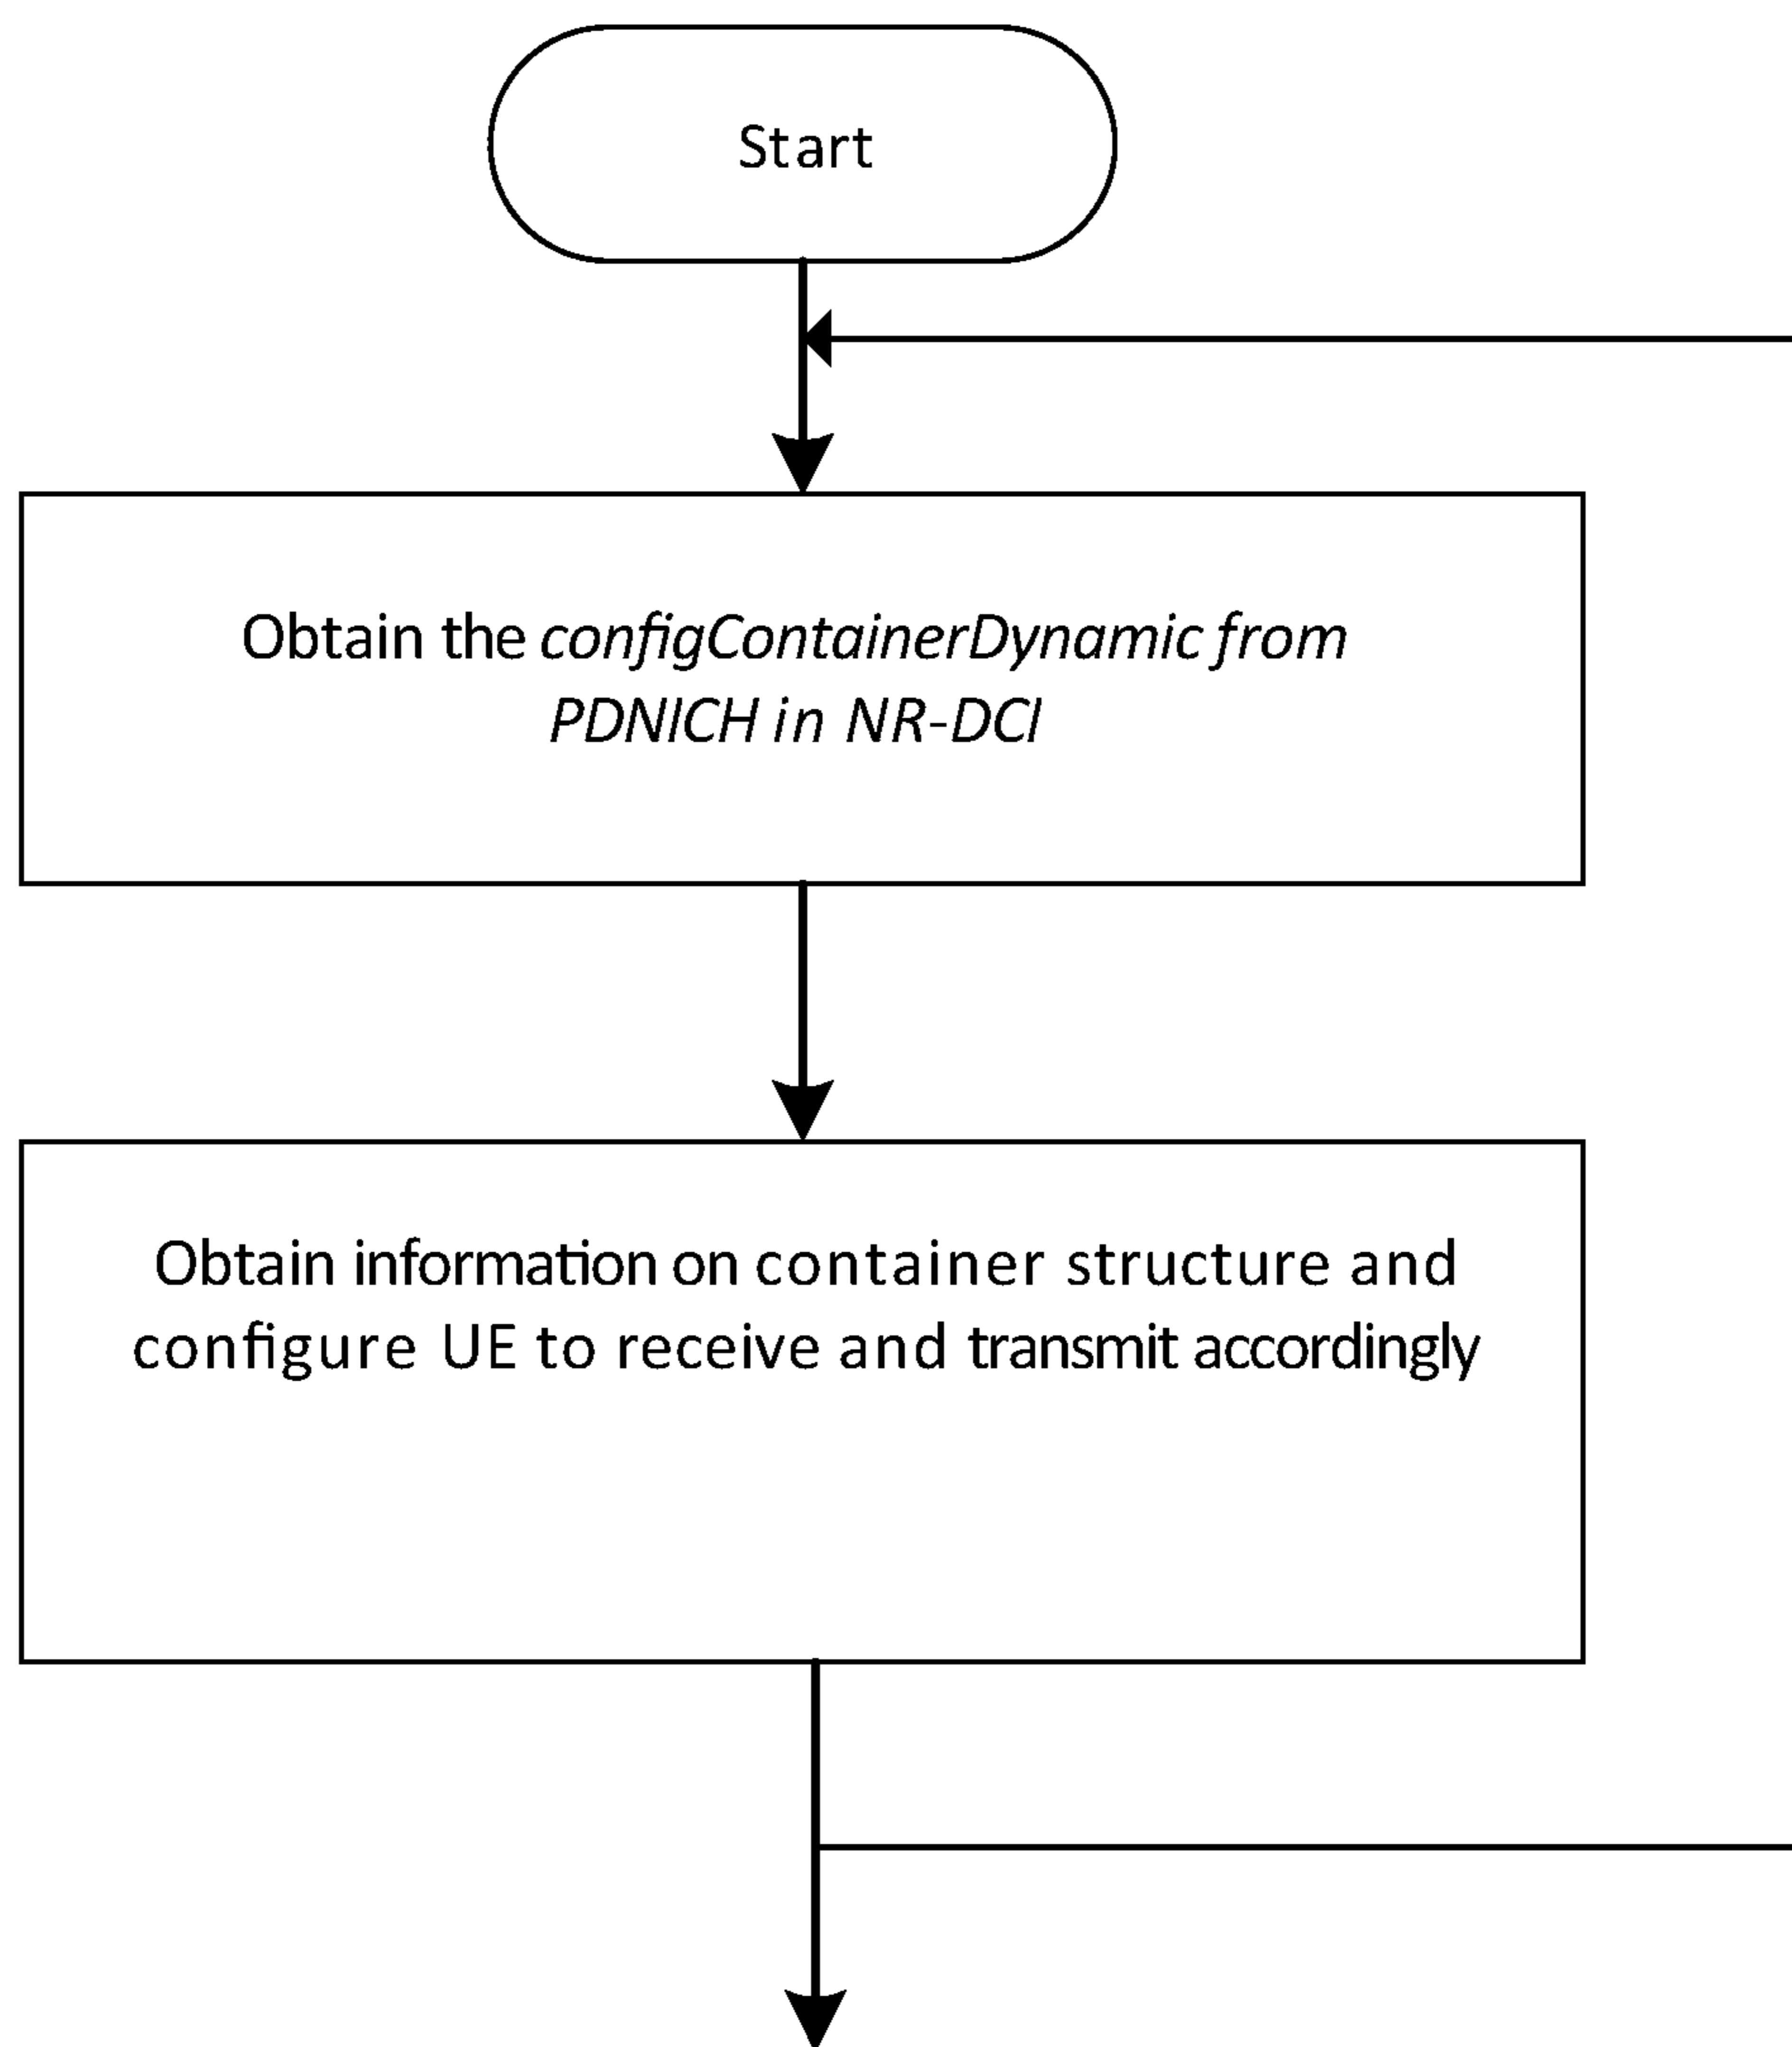 Start
Obtain the configContainerDynamic from
PDNICH in NR-DCI
Obtain information on container structure and
configure UE to receive and transmit accordingly